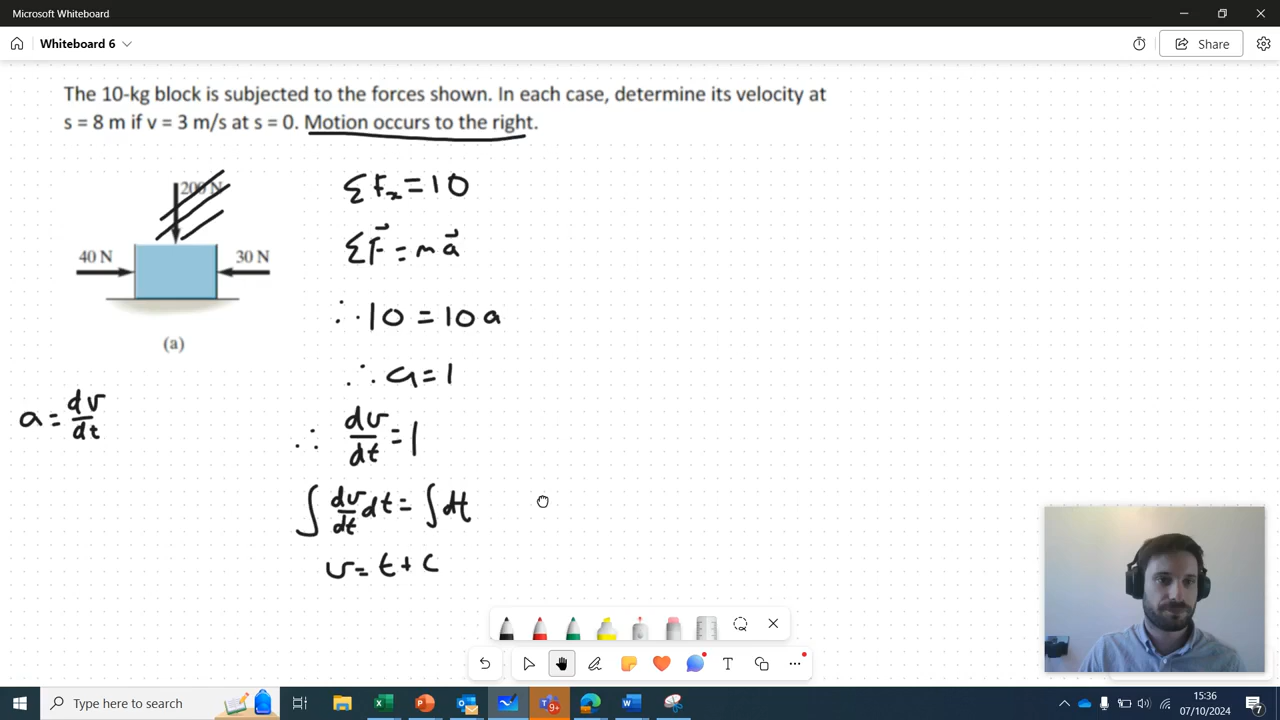 Microsoft Whiteboard
Whiteboard 6
Share
The 10-kg block is subjected to the forces shown. In each case, determine its velocity at
s = 8 m if v = 3 m/s at s = 0. Motion occurs to the right.
200 N
40 N
30 N
(a)
a = dv/dt
ΣFx = 10
ΣF⃗ = ma⃗
∴ 10 = 10a
∴ a = 1
∴ dv/dt = 1
∫ dv/dt dt = ∫ dt
v = t + c
T
Type here to search
9+
15:36
07/10/2024
7